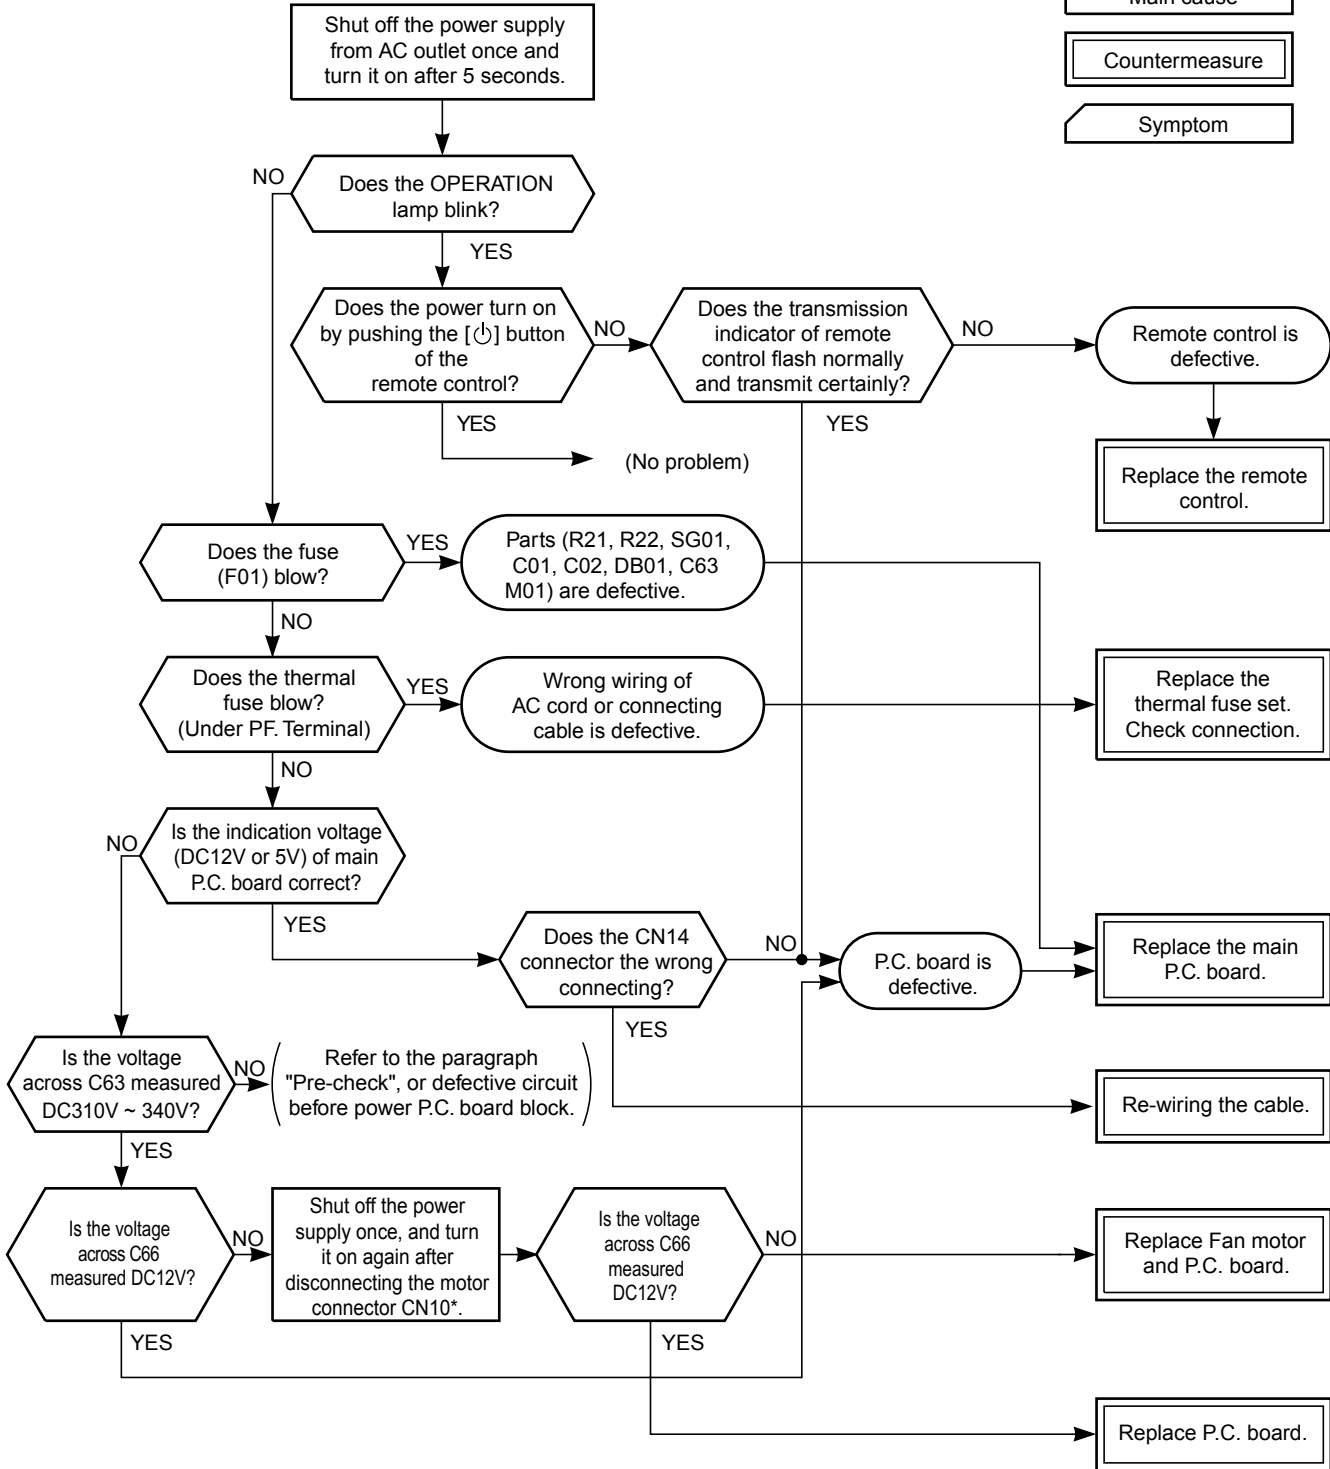 Main cause
Countermeasure
Symptom
Shut off the power supply
from AC outlet once and
turn it on after 5 seconds.
NO
Does the OPERATION
lamp blink?
YES
Does the power turn on
by pushing the [⏻] button
of the
remote control?
NO
Does the transmission
indicator of remote
control flash normally
and transmit certainly?
NO
Remote control is
defective.
YES
(No problem)
YES
Replace the remote
control.
Does the fuse
(F01) blow?
YES
Parts (R21, R22, SG01,
C01, C02, DB01, C63
M01) are defective.
NO
Does the thermal
fuse blow?
(Under PF. Terminal)
YES
Wrong wiring of
AC cord or connecting
cable is defective.
Replace the
thermal fuse set.
Check connection.
NO
NO
Is the indication voltage
(DC12V or 5V) of main
P.C. board correct?
YES
Does the CN14
connector the wrong
connecting?
NO
P.C. board is
defective.
Replace the main
P.C. board.
YES
Is the voltage
across C63 measured
DC310V ~ 340V?
NO
Refer to the paragraph
"Pre-check", or defective circuit
before power P.C. board block.
Re-wiring the cable.
YES
Is the voltage
across C66
measured DC12V?
NO
Shut off the power
supply once, and turn
it on again after
disconnecting the motor
connector CN10*.
Is the voltage
across C66
measured
DC12V?
NO
Replace Fan motor
and P.C. board.
YES
YES
Replace P.C. board.